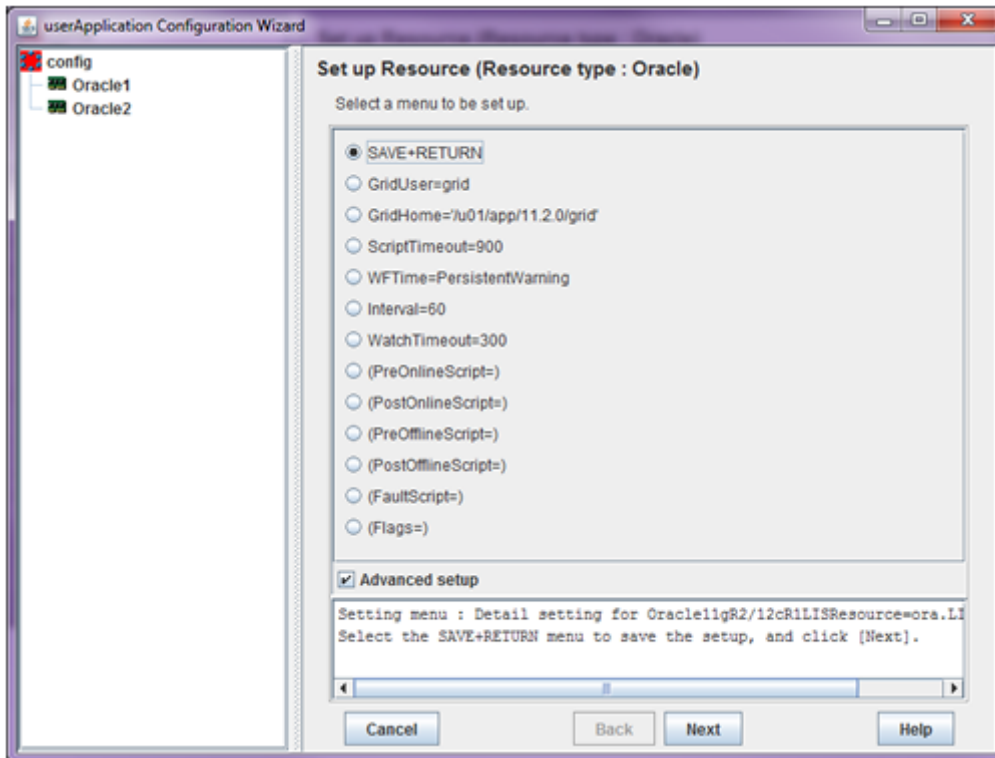 userApplication Configuration Wizard
config
Oracle1
Oracle2
Set up Resource (Resource type : Oracle)
Select a menu to be set up.
SAVE+RETURN
GridUser=grid
GridHome='/u01/app/11.2.0/grid'
ScriptTimeout=900
WFTime=PersistentWarning
Interval=60
WatchTimeout=300
(PreOnlineScript=)
(PostOnlineScript=)
(PreOfflineScript=)
(PostOfflineScript=)
(FaultScript=)
(Flags=)
Advanced setup
Setting menu : Detail setting for Oracle11gR2/12cR1LISResource=ora.LI
Select the SAVE+RETURN menu to save the setup, and click [Next].
Cancel
Back
Next
Help